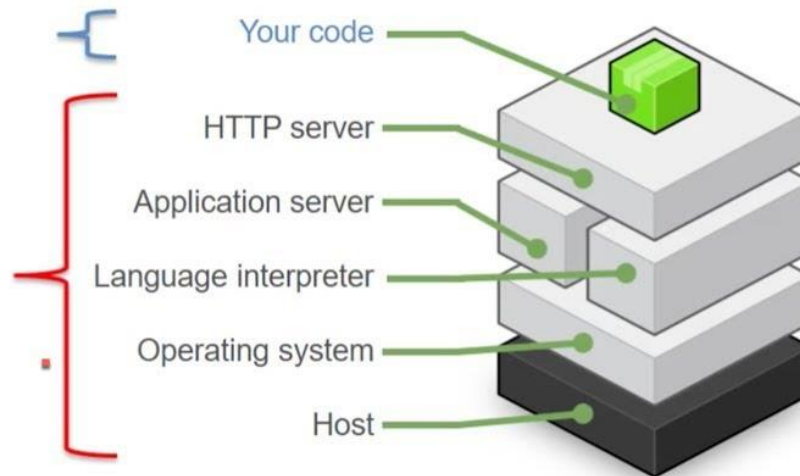 Your code
HTTP server
Application server
Language interpreter
Operating system
Host